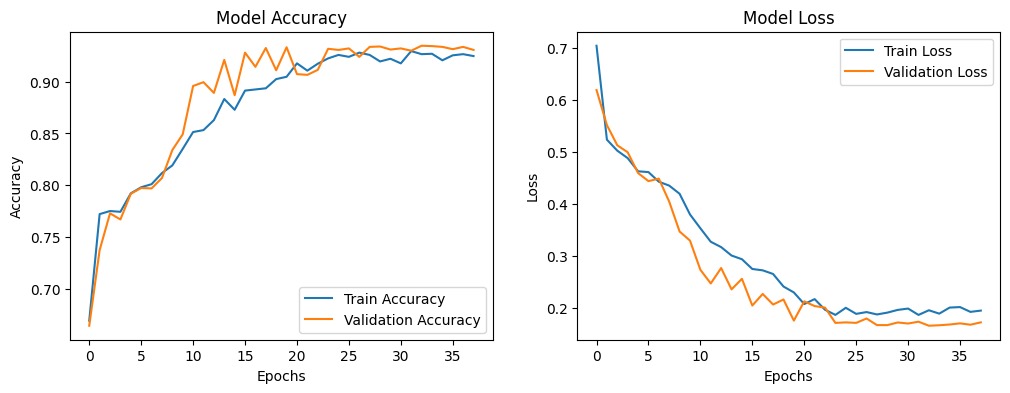 Model Accuracy
Accuracy
0.90
0.85
0.80
0.75
0.70
Train Accuracy
Validation Accuracy
0 5 10 15 20 25 30 35
Epochs
Model Loss
Loss
0.7
0.6
0.5
0.4
0.3
0.2
Train Loss
Validation Loss
0 5 10 15 20 25 30 35
Epochs